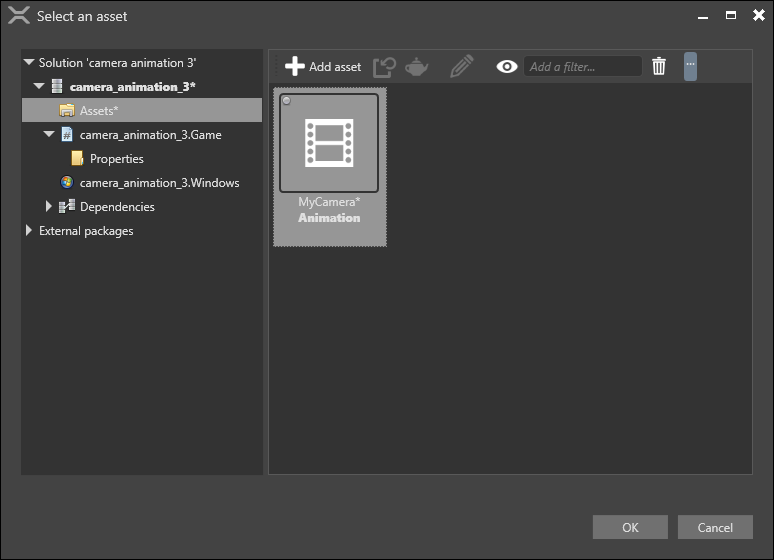 Select an asset
Solution 'camera animation 3'
camera_animation_3*
Assets*
camera_animation_3.Game
Properties
camera_animation_3.Windows
Dependencies
External packages
Add asset
Add a filter...
MyCamera*
Animation
OK
Cancel